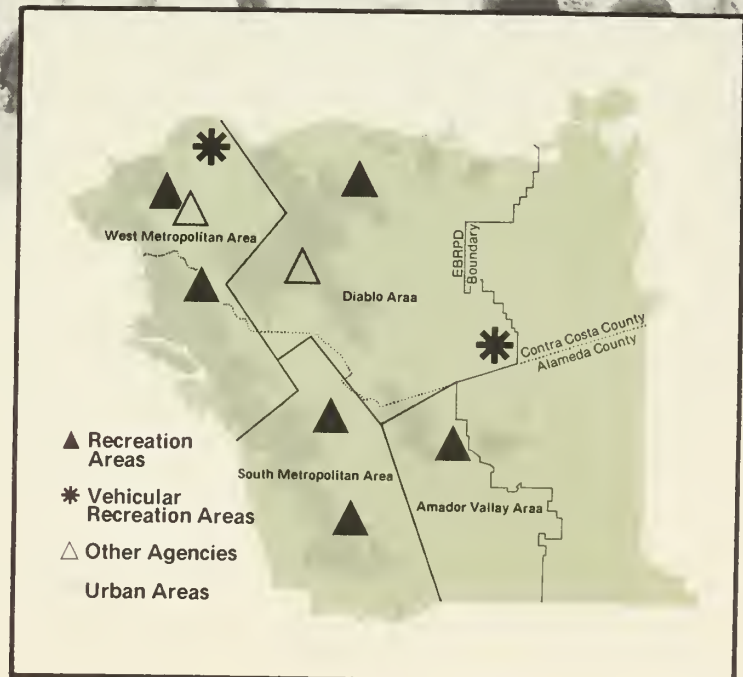 West Metropolitan Area
Diablo Araa
EBRPD
Boundary
Contra Costa County
Alameda County
Recreation
Areas
South Metropolitan Area
Vehicular
Recreation Areas
Amador Vallay Araa
Other Agencies
Urban Areas